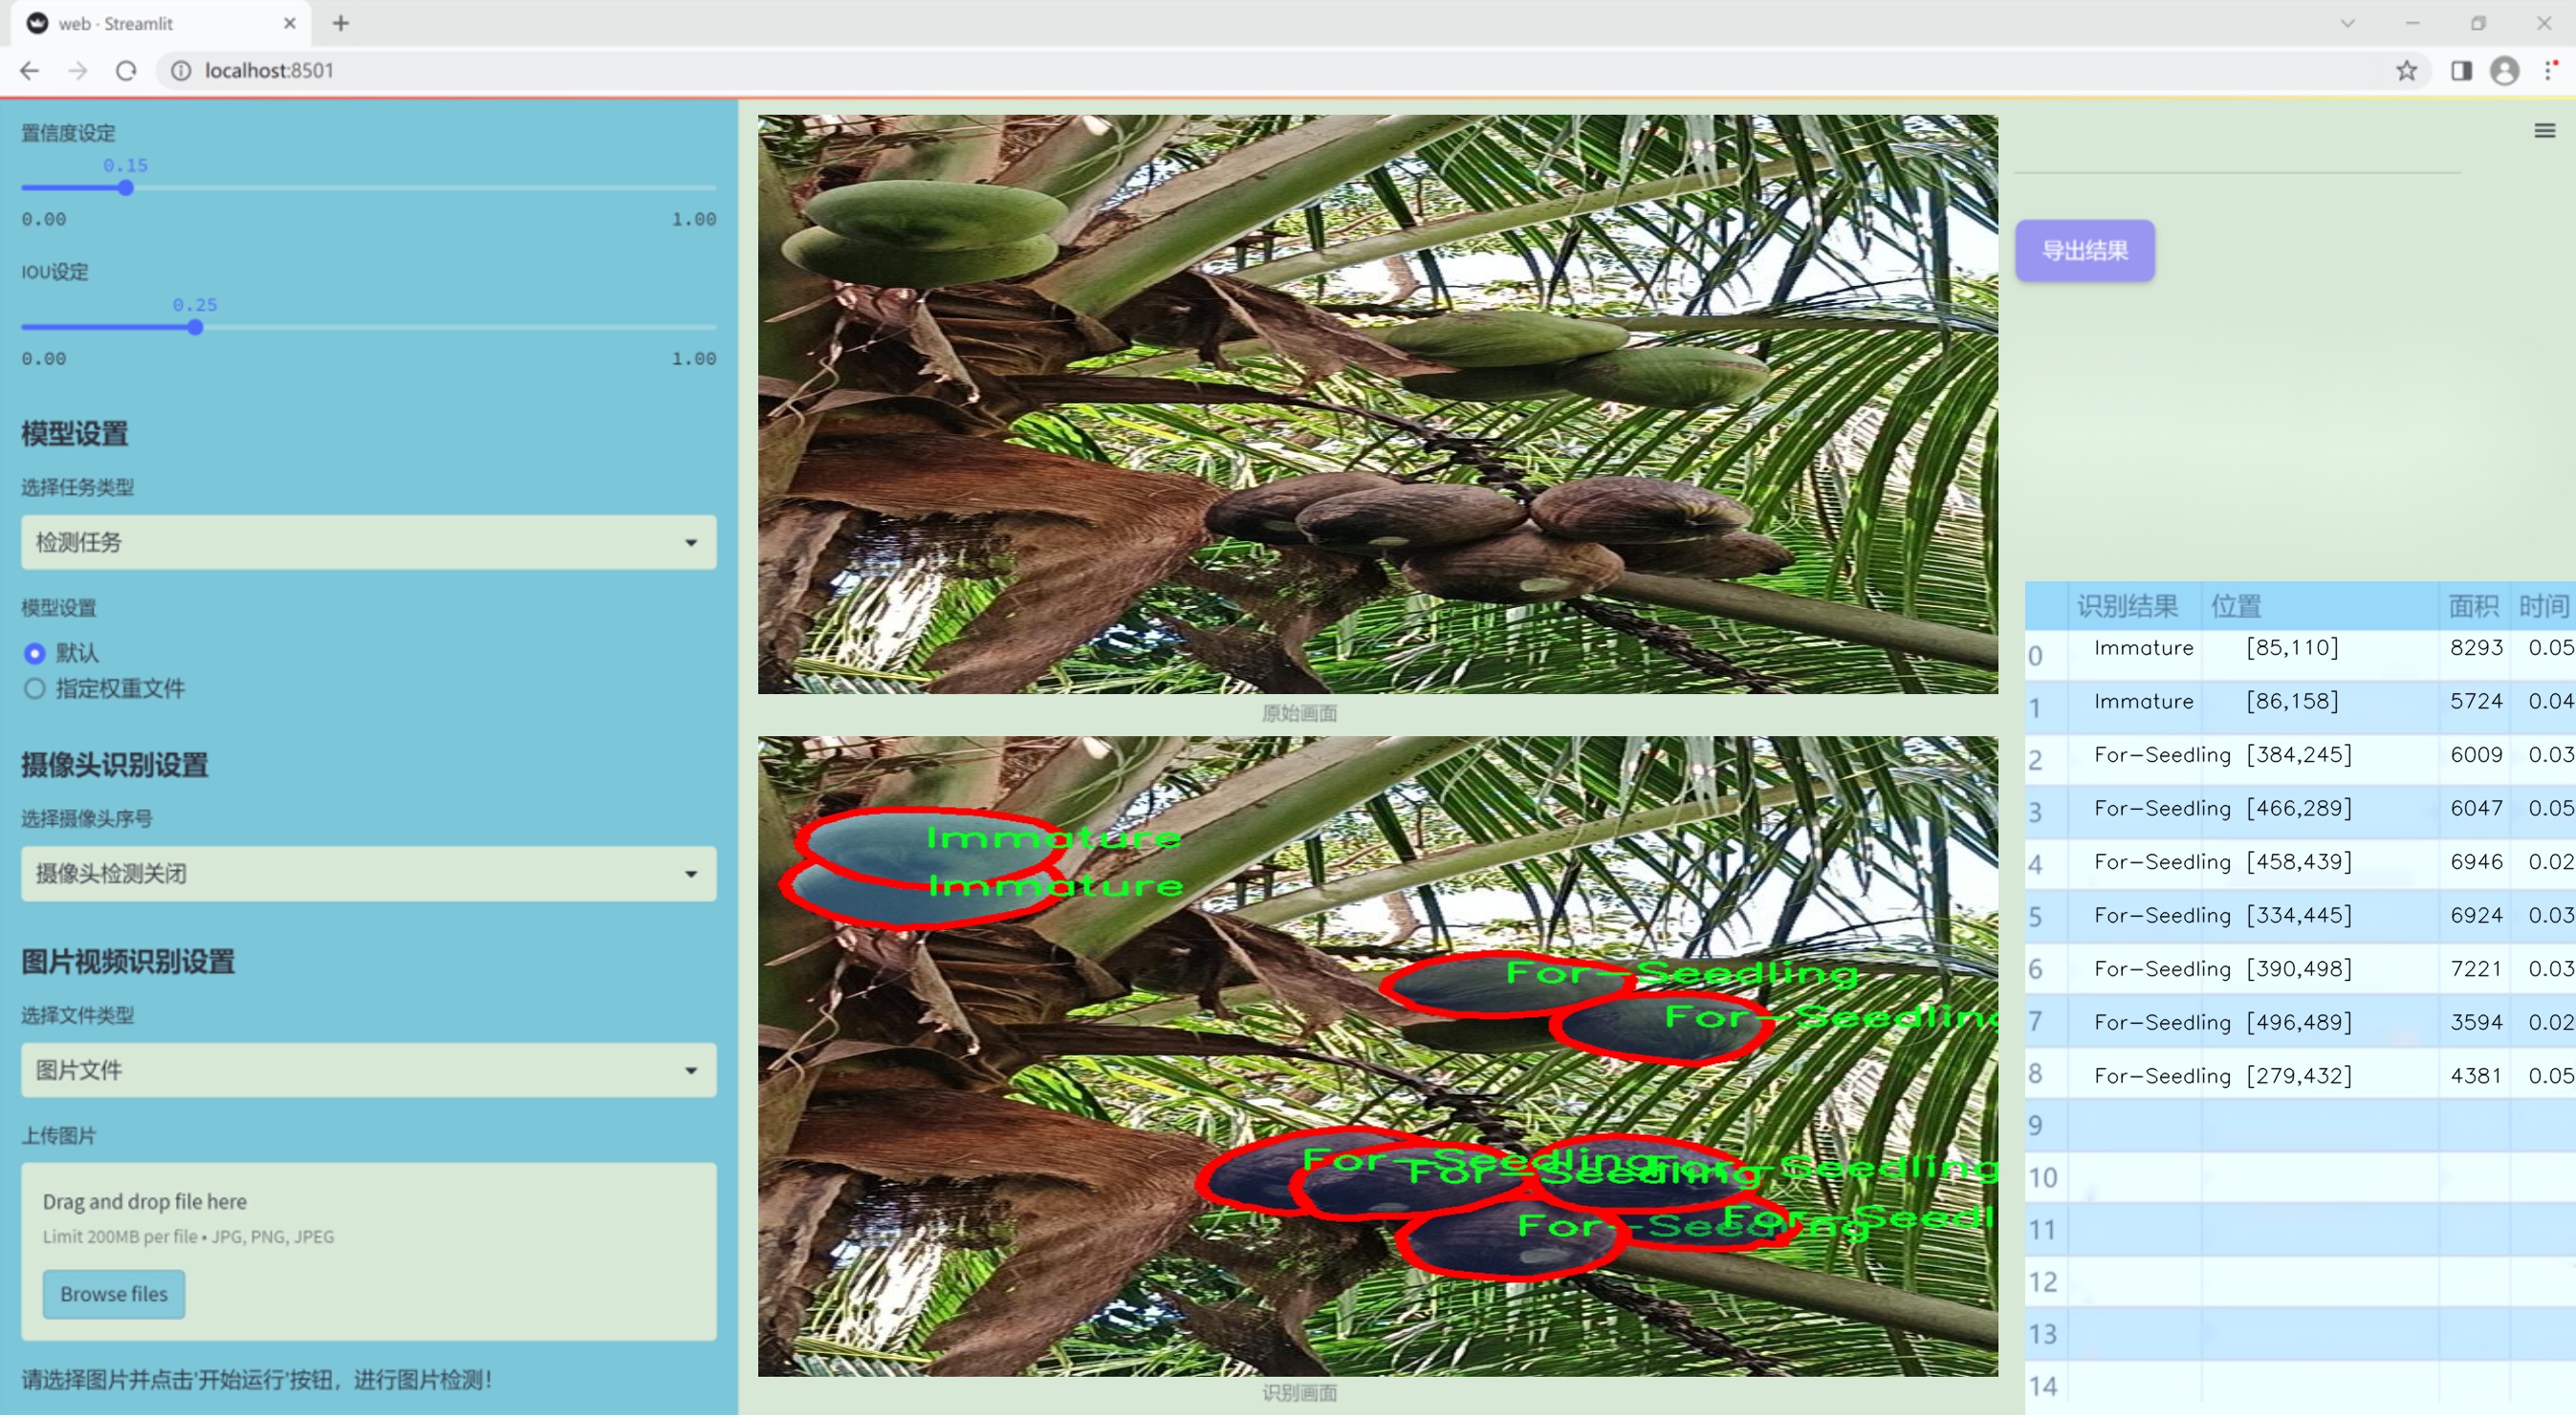 web · Streamlit
localhost:8501
置信度设定
0.15
0.00 1.00
IOU设定
0.25
0.00 1.00
模型设置
选择任务类型
检测任务
模型设置
默认
指定权重文件
摄像头识别设置
选择摄像头序号
摄像头检测关闭
图片视频识别设置
选择文件类型
图片文件
上传图片
Drag and drop file here
Limit 200MB per file • JPG, PNG, JPEG
Browse files
请选择图片并点击'开始运行'按钮，进行图片检测！
原始画面
Immature
Immature
For-Seedling
For-Seedling
For-Seedling
For-Seedling
For-Seedling
For-Seedling
For-Seedl
识别画面
导出结果
识别结果 位置 面积 时间
0 Immature [85,110] 8293 0.05
1 Immature [86,158] 5724 0.04
2 For-Seedling [384,245] 6009 0.03
3 For-Seedling [466,289] 6047 0.05
4 For-Seedling [458,439] 6946 0.02
5 For-Seedling [334,445] 6924 0.03
6 For-Seedling [390,498] 7221 0.03
7 For-Seedling [496,489] 3594 0.02
8 For-Seedling [279,432] 4381 0.05
9
10
11
12
13
14